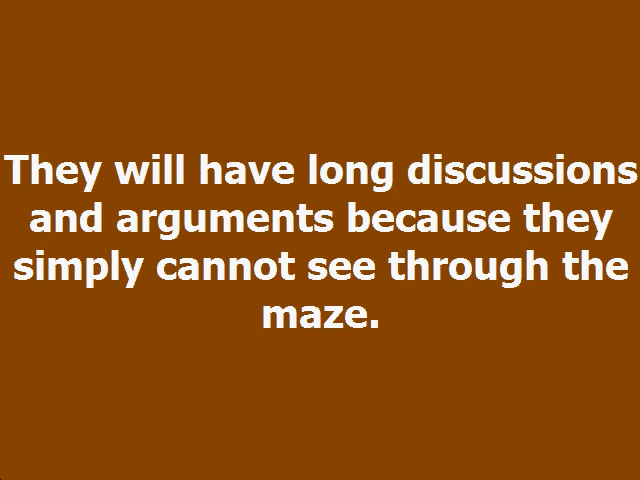 They will have long discussions
and arguments because they
simply cannot see through the
maze.